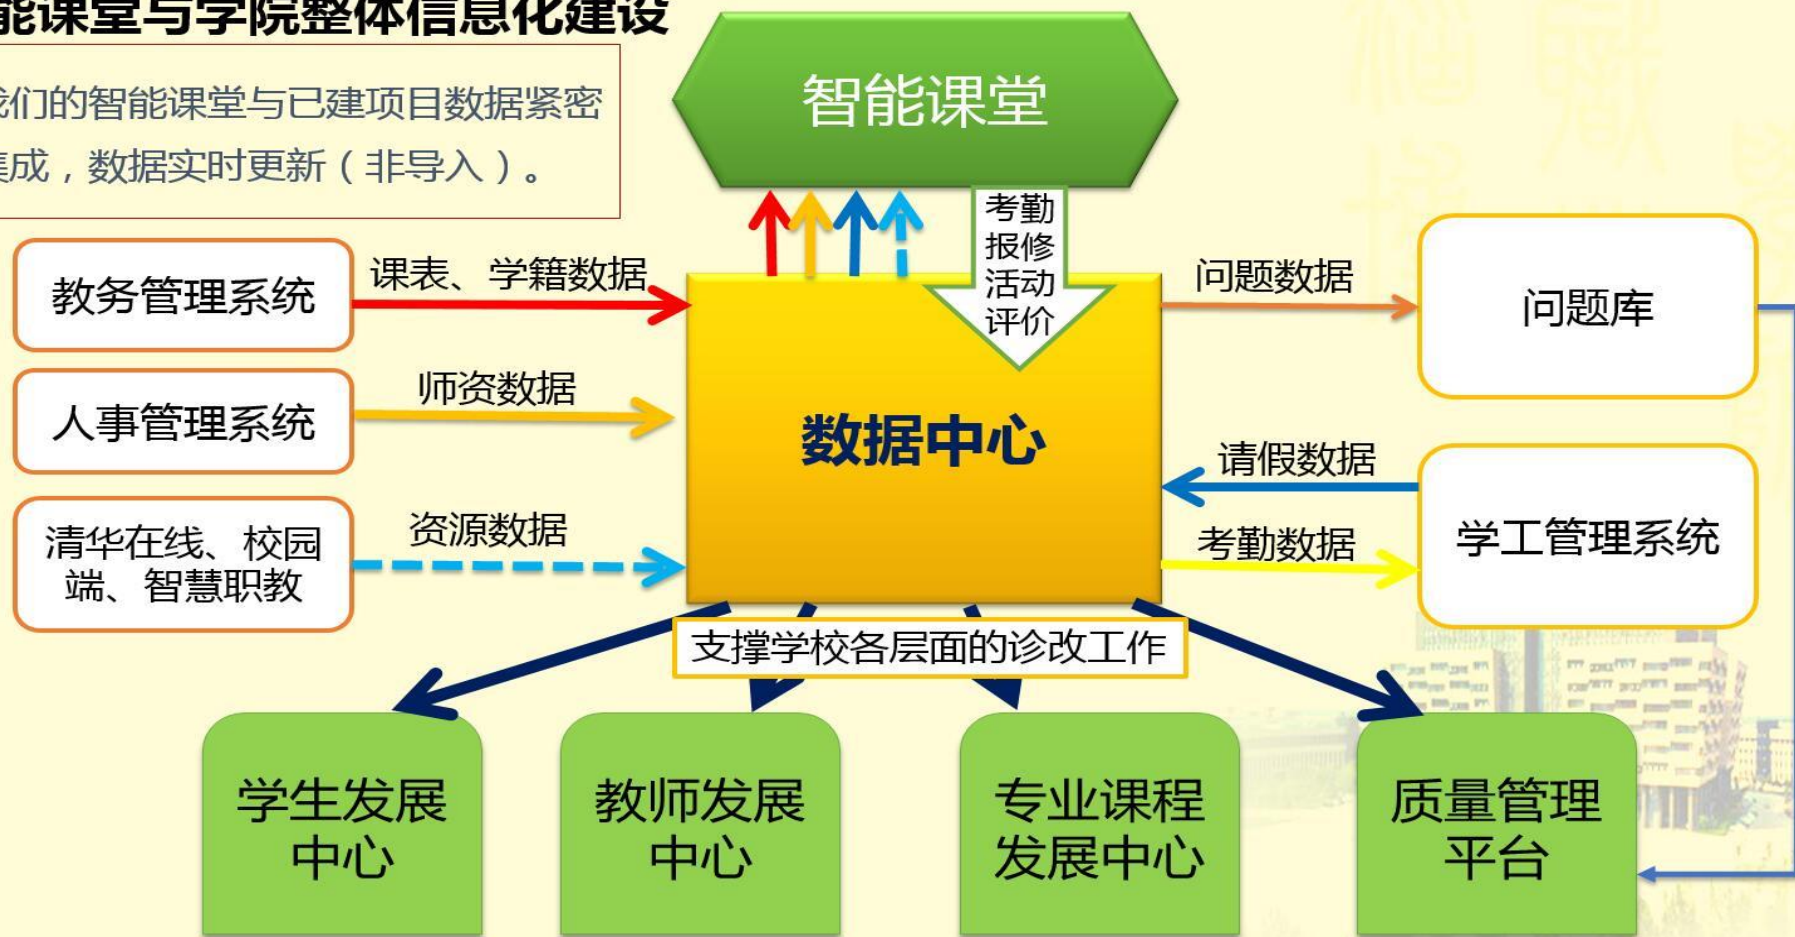 能课堂与学院整体信息化建设
我们的智能课堂与已建项目数据紧密
集成，数据实时更新（非导入）。
智能课堂
考勤
报修
活动
评价
教务管理系统
课表、学籍数据
人事管理系统
师资数据
清华在线、校园
端、智慧职教
资源数据
数据中心
问题数据
问题库
请假数据
考勤数据
学工管理系统
支撑学校各层面的诊改工作
学生发展
中心
教师发展
中心
专业课程
发展中心
质量管理
平台